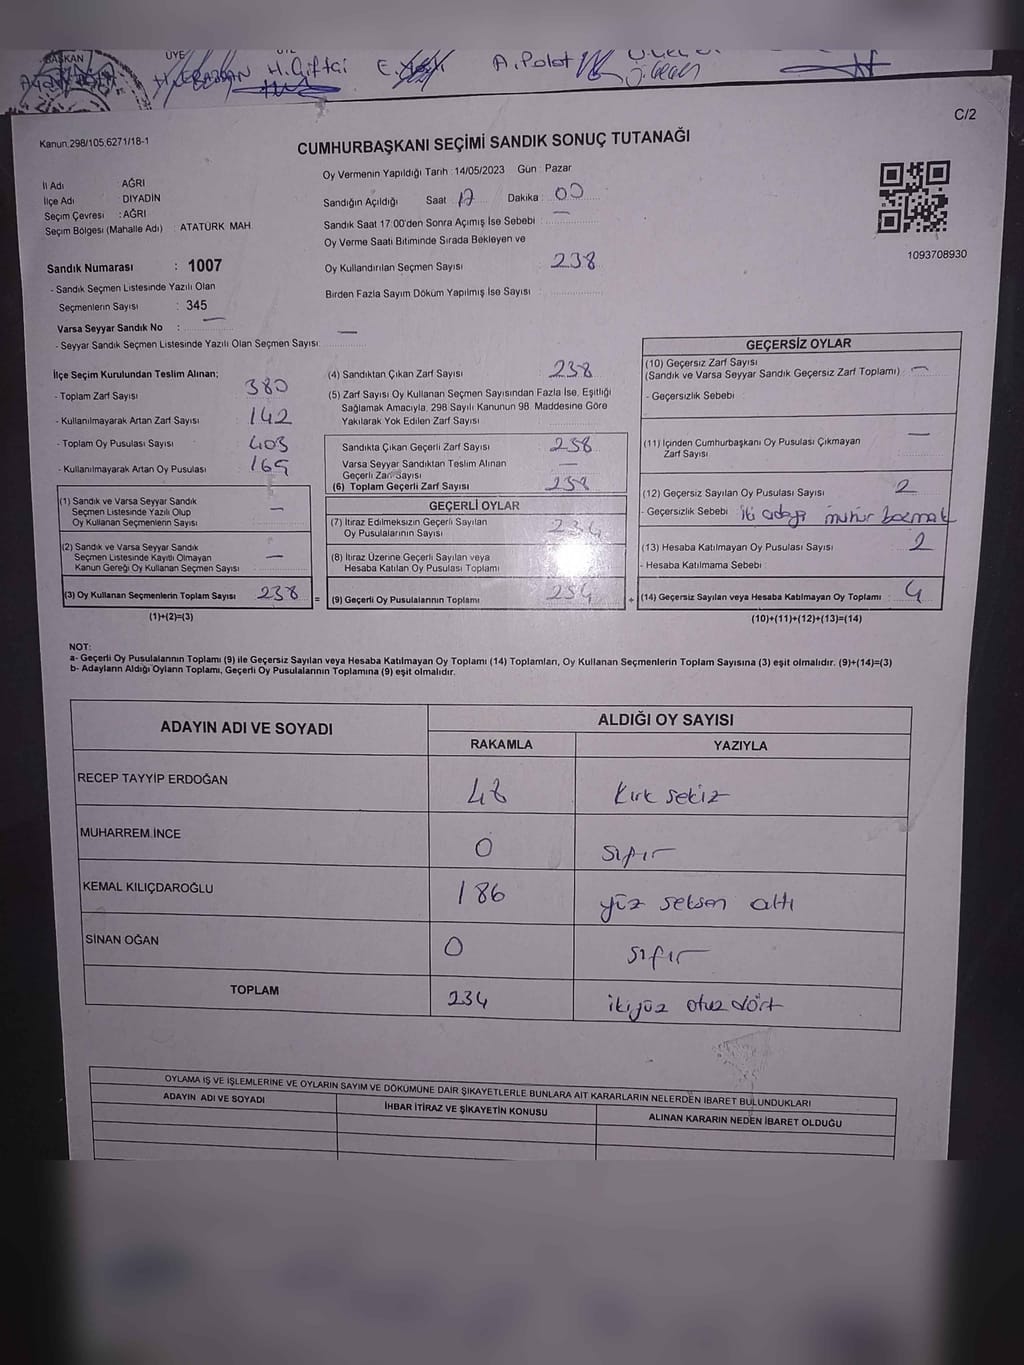 BAŞKAN ÜYE
H. Çiftçi E. A. Polat
C/2
Kanun.298/105,6271/18-1
CUMHURBAŞKANI SEÇİMİ SANDIK SONUÇ TUTANAĞI
Oy Vermenin Yapıldığı Tarih : 14/05/2023 Gün : Pazar
İl Adı AĞRI
İlçe Adı DİYADİN
Seçim Çevresi : AĞRI
Seçim Bölgesi (Mahalle Adı) : ATATÜRK MAH.
Sandığın Açıldığı Saat 17 Dakika 00
Sandık Saat 17:00'den Sonra Açımış İse Sebebi : —
Oy Verme Saati Bitiminde Sırada Bekleyen ve
Oy Kullandırılan Seçmen Sayısı 238
Birden Fazla Sayım Döküm Yapılmış İse Sayısı :
1093708930
Sandık Numarası : 1007
- Sandık Seçmen Listesinde Yazılı Olan
Seçmenlerin Sayısı : 345
Varsa Seyyar Sandık No : —
- Seyyar Sandık Seçmen Listesinde Yazılı Olan Seçmen Sayısı: —
İlçe Seçim Kurulundan Teslim Alınan;
- Toplam Zarf Sayısı 380
- Kullanılmayarak Artan Zarf Sayısı 142
- Toplam Oy Pusulası Sayısı 403
- Kullanılmayarak Artan Oy Pusulası 165
(1) Sandık ve Varsa Seyyar Sandık
Seçmen Listesinde Yazılı Olup
Oy Kullanan Seçmenlerin Sayısı —
(2) Sandık ve Varsa Seyyar Sandık
Seçmen Listesinde Kayıtlı Olmayan
Kanun Gereği Oy Kullanan Seçmen Sayısı —
(3) Oy Kullanan Seçmenlerin Toplam Sayısı 238 =
(1)+(2)=(3)
(4) Sandıktan Çıkan Zarf Sayısı 238
(5) Zarf Sayısı Oy Kullanan Seçmen Sayısından Fazla İse, Eşitliği
Sağlamak Amacıyla, 298 Sayılı Kanunun 98. Maddesine Göre
Yakılarak Yok Edilen Zarf Sayısı
Sandıkta Çıkan Geçerli Zarf Sayısı 238
Varsa Seyyar Sandıktan Teslim Alınan
Geçerli Zarf Sayısı —
(6) Toplam Geçerli Zarf Sayısı 238
GEÇERLİ OYLAR
(7) İtiraz Edilmeksizin Geçerli Sayılan
Oy Pusulalarının Sayısı 234
(8) İtiraz Üzerine Geçerli Sayılan veya
Hesaba Katılan Oy Pusulası Toplamı
(9) Geçerli Oy Pusulalarının Toplamı 234 +
GEÇERSİZ OYLAR
(10) Geçersiz Zarf Sayısı
(Sandık ve Varsa Seyyar Sandık Geçersiz Zarf Toplamı) : —
- Geçersizlik Sebebi :
(11) İçinden Cumhurbaşkanı Oy Pusulası Çıkmayan
Zarf Sayısı —
(12) Geçersiz Sayılan Oy Pusulası Sayısı 2
- Geçersizlik Sebebi iki adaya mühür basmak
(13) Hesaba Katılmayan Oy Pusulası Sayısı 2
- Hesaba Katılmama Sebebi :
(14) Geçersiz Sayılan veya Hesaba Katılmayan Oy Toplamı : 4
(10)+(11)+(12)+(13)=(14)
NOT:
a- Geçerli Oy Pusulalarının Toplamı (9) ile Geçersiz Sayılan veya Hesaba Katılmayan Oy Toplamı (14) Toplamları, Oy Kullanan Seçmenlerin Toplam Sayısına (3) eşit olmalıdır. (9)+(14)=(3)
b- Adayların Aldığı Oyların Toplamı, Geçerli Oy Pusulalarının Toplamına (9) eşit olmalıdır.
ADAYIN ADI VE SOYADI ALDIĞI OY SAYISI
RAKAMLA YAZIYLA
RECEP TAYYİP ERDOĞAN 48 Kırk sekiz
MUHARREM İNCE 0 sıfır
KEMAL KILIÇDAROĞLU 186 yüz seksen altı
SİNAN OĞAN 0 sıfır
TOPLAM 234 ikiyüz otuz dört
OYLAMA İŞ VE İŞLEMLERİNE VE OYLARIN SAYIM VE DÖKÜMÜNE DAİR ŞİKAYETLERLE BUNLARA AİT KARARLARIN NELERDEN İBARET BULUNDUKLARI
ADAYIN ADI VE SOYADI İHBAR İTİRAZ VE ŞİKAYETİN KONUSU ALINAN KARARIN NEDEN İBARET OLDUĞU